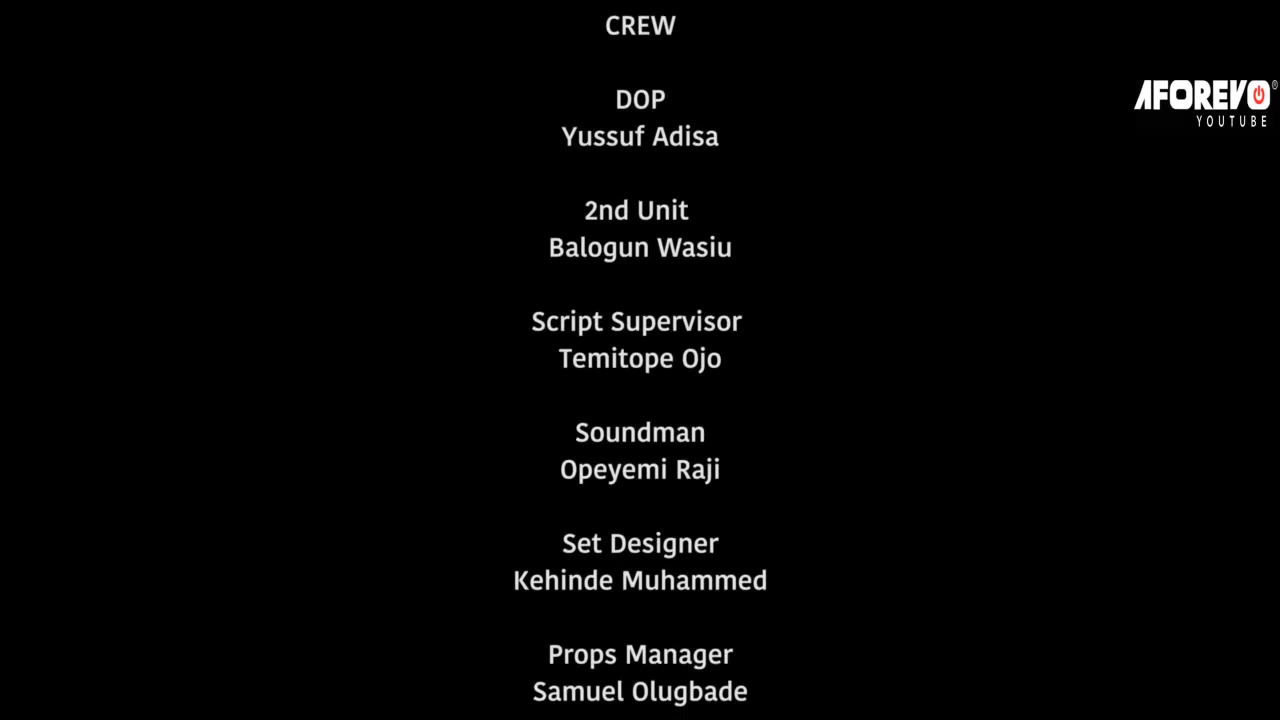 CREW
DOP
Yussuf Adisa
2nd Unit
Balogun Wasiu
Script Supervisor
Temitope Ojo
Soundman
Opeyemi Raji
Set Designer
Kehinde Muhammed
Props Manager
Samuel Olugbade
AFOREVO®
YOUTUBE